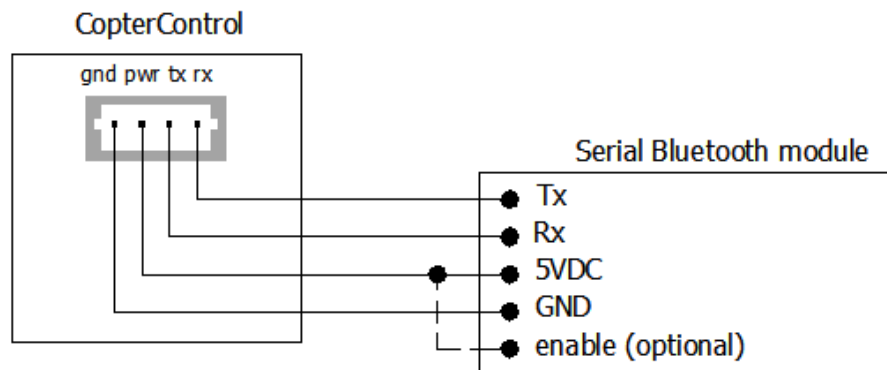 CopterControl
gnd pwr tx rx
Serial Bluetooth module
Tx
Rx
5VDC
GND
enable (optional)